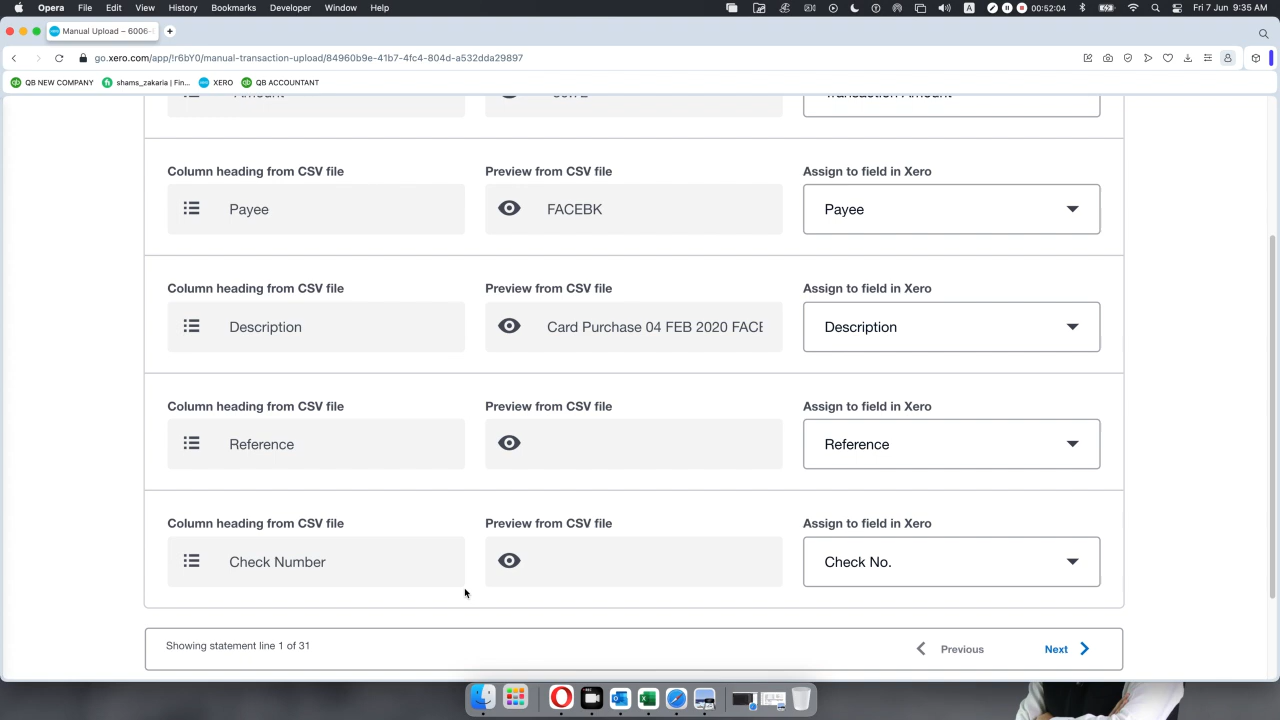 Opera File Edit View History Bookmarks Developer Window Help 00:02:04 A Fri 7 Jun 9:35 AM
Manual Upload – 6006-
go.xero.com/app/!r6bY0/manual-transaction-upload/84960b9e-41b7-4fc4-804d-a532dda29897
QB NEW COMPANY shams_zakaria | Fin... XERO QB ACCOUNTANT
Amount Transaction Amount
Column heading from CSV file Preview from CSV file Assign to field in Xero
Payee FACEBK Payee
Column heading from CSV file Preview from CSV file Assign to field in Xero
Description Card Purchase 04 FEB 2020 FACE Description
Column heading from CSV file Preview from CSV file Assign to field in Xero
Reference Reference
Column heading from CSV file Preview from CSV file Assign to field in Xero
Check Number Check No.
Showing statement line 1 of 31 Previous Next